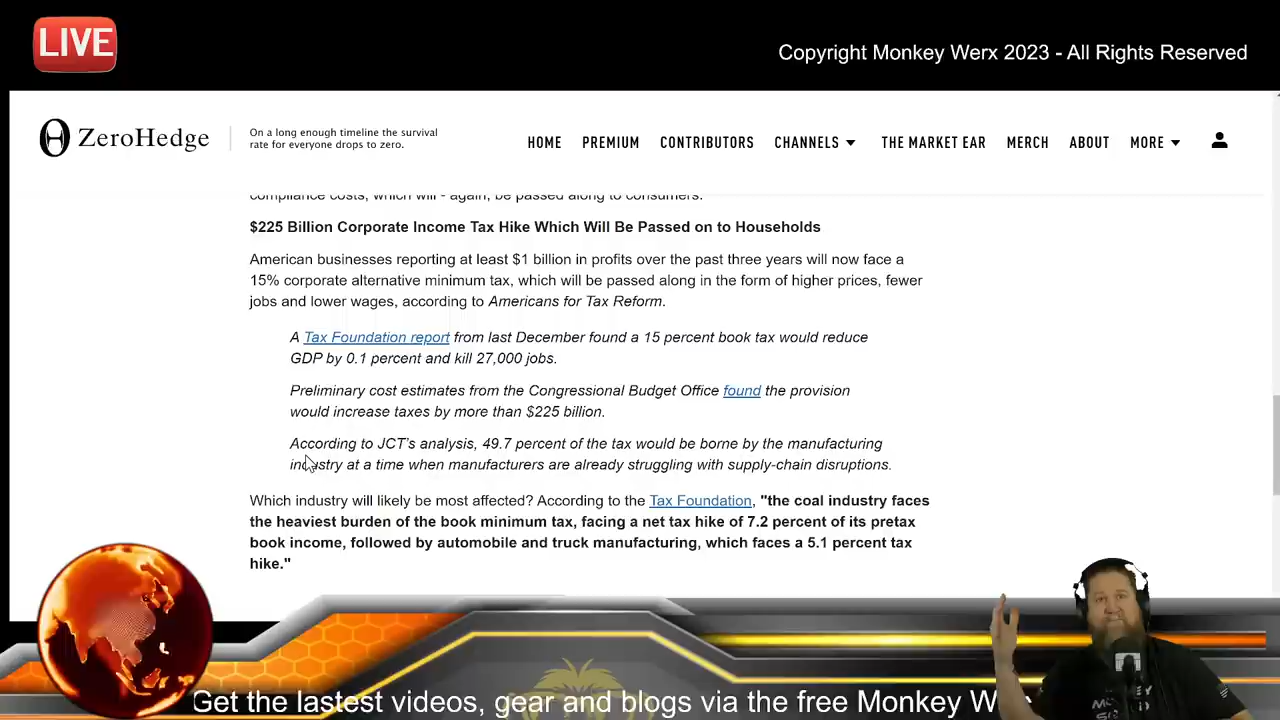 LIVE
Copyright Monkey Werx 2023 - All Rights Reserved
ZeroHedge
On a long enough timeline the survival
rate for everyone drops to zero.
HOME PREMIUM CONTRIBUTORS CHANNELS THE MARKET EAR MERCH ABOUT MORE
compliance costs, which will - again, be passed along to consumers.
$225 Billion Corporate Income Tax Hike Which Will Be Passed on to Households
American businesses reporting at least $1 billion in profits over the past three years will now face a
15% corporate alternative minimum tax, which will be passed along in the form of higher prices, fewer
jobs and lower wages, according to Americans for Tax Reform.
A Tax Foundation report from last December found a 15 percent book tax would reduce
GDP by 0.1 percent and kill 27,000 jobs.
Preliminary cost estimates from the Congressional Budget Office found the provision
would increase taxes by more than $225 billion.
According to JCT's analysis, 49.7 percent of the tax would be borne by the manufacturing
industry at a time when manufacturers are already struggling with supply-chain disruptions.
Which industry will likely be most affected? According to the Tax Foundation, "the coal industry faces
the heaviest burden of the book minimum tax, facing a net tax hike of 7.2 percent of its pretax
book income, followed by automobile and truck manufacturing, which faces a 5.1 percent tax
hike."
Get the lastest videos, gear and blogs via the free Monkey W